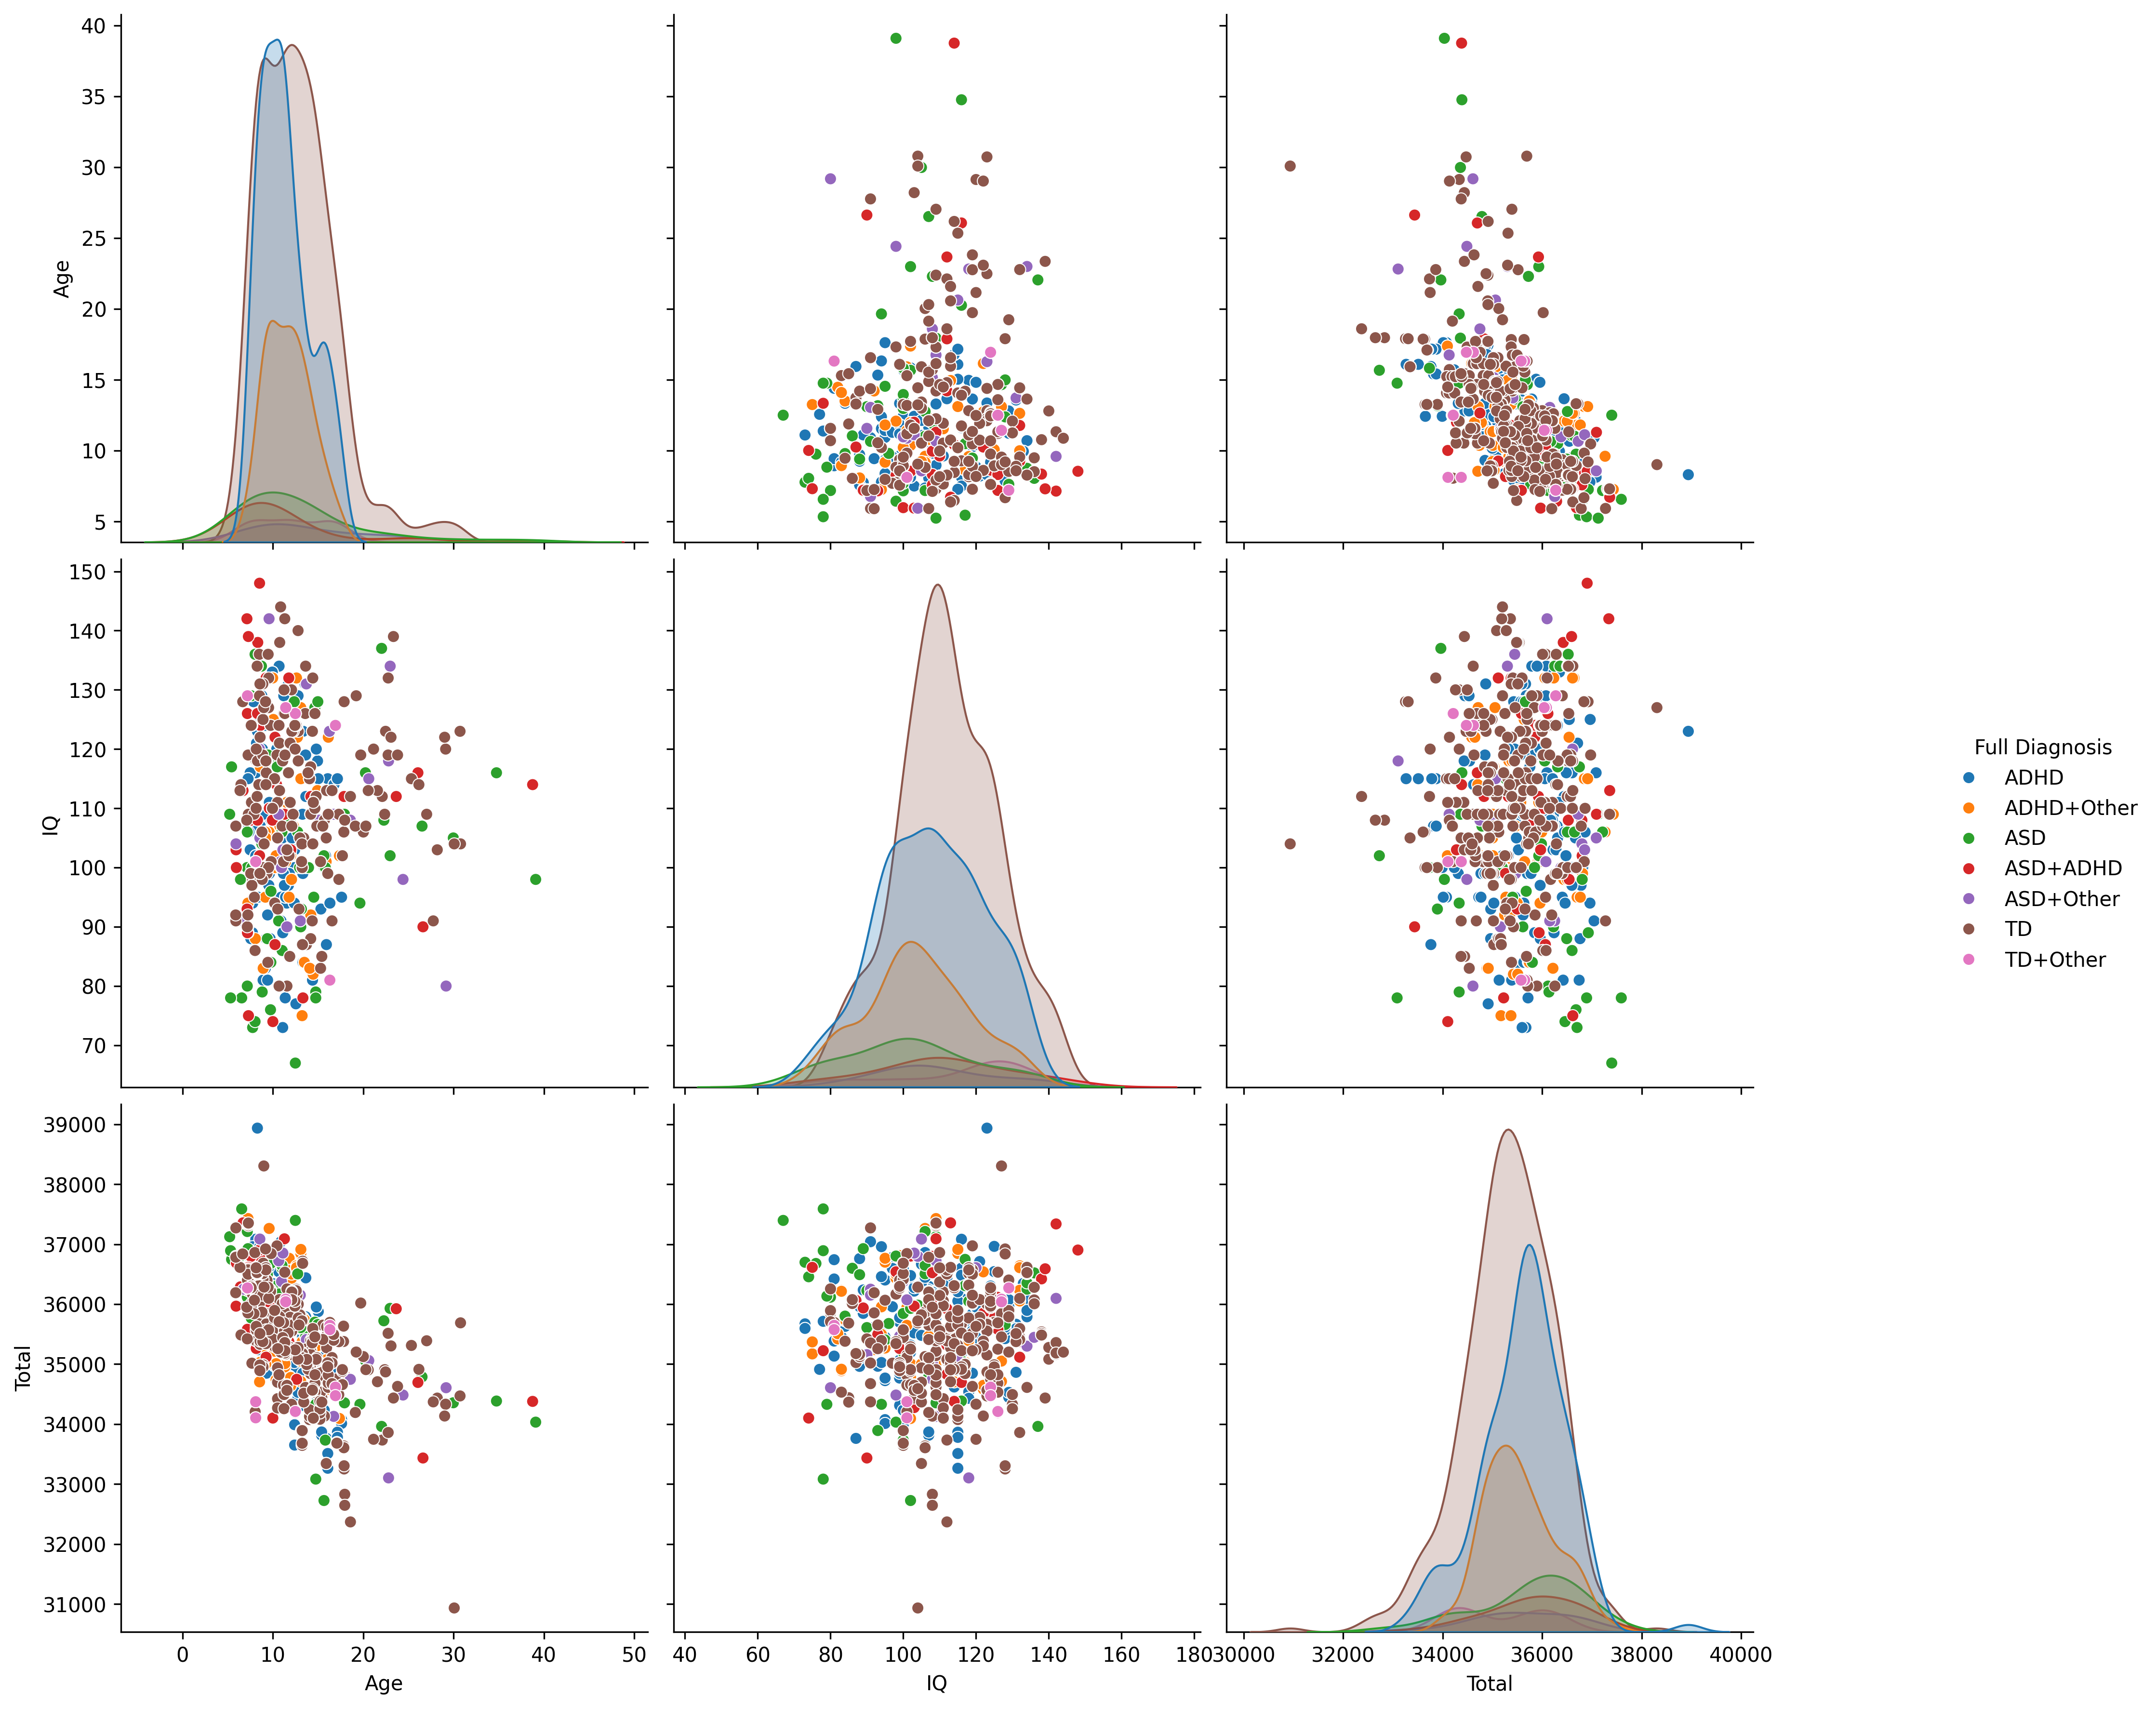 40
35
30
25
20
15
10
5
Age
150
140
130
120
110
100
90
80
70
IQ
Full Diagnosis
ADHD
ADHD+Other
ASD
ASD+ADHD
ASD+Other
TD
TD+Other
39000
38000
37000
36000
35000
34000
33000
32000
31000
Total
0 10 20 30 40 50
Age
40 60 80 100 120 140 160 180
IQ
30000 32000 34000 36000 38000 40000
Total